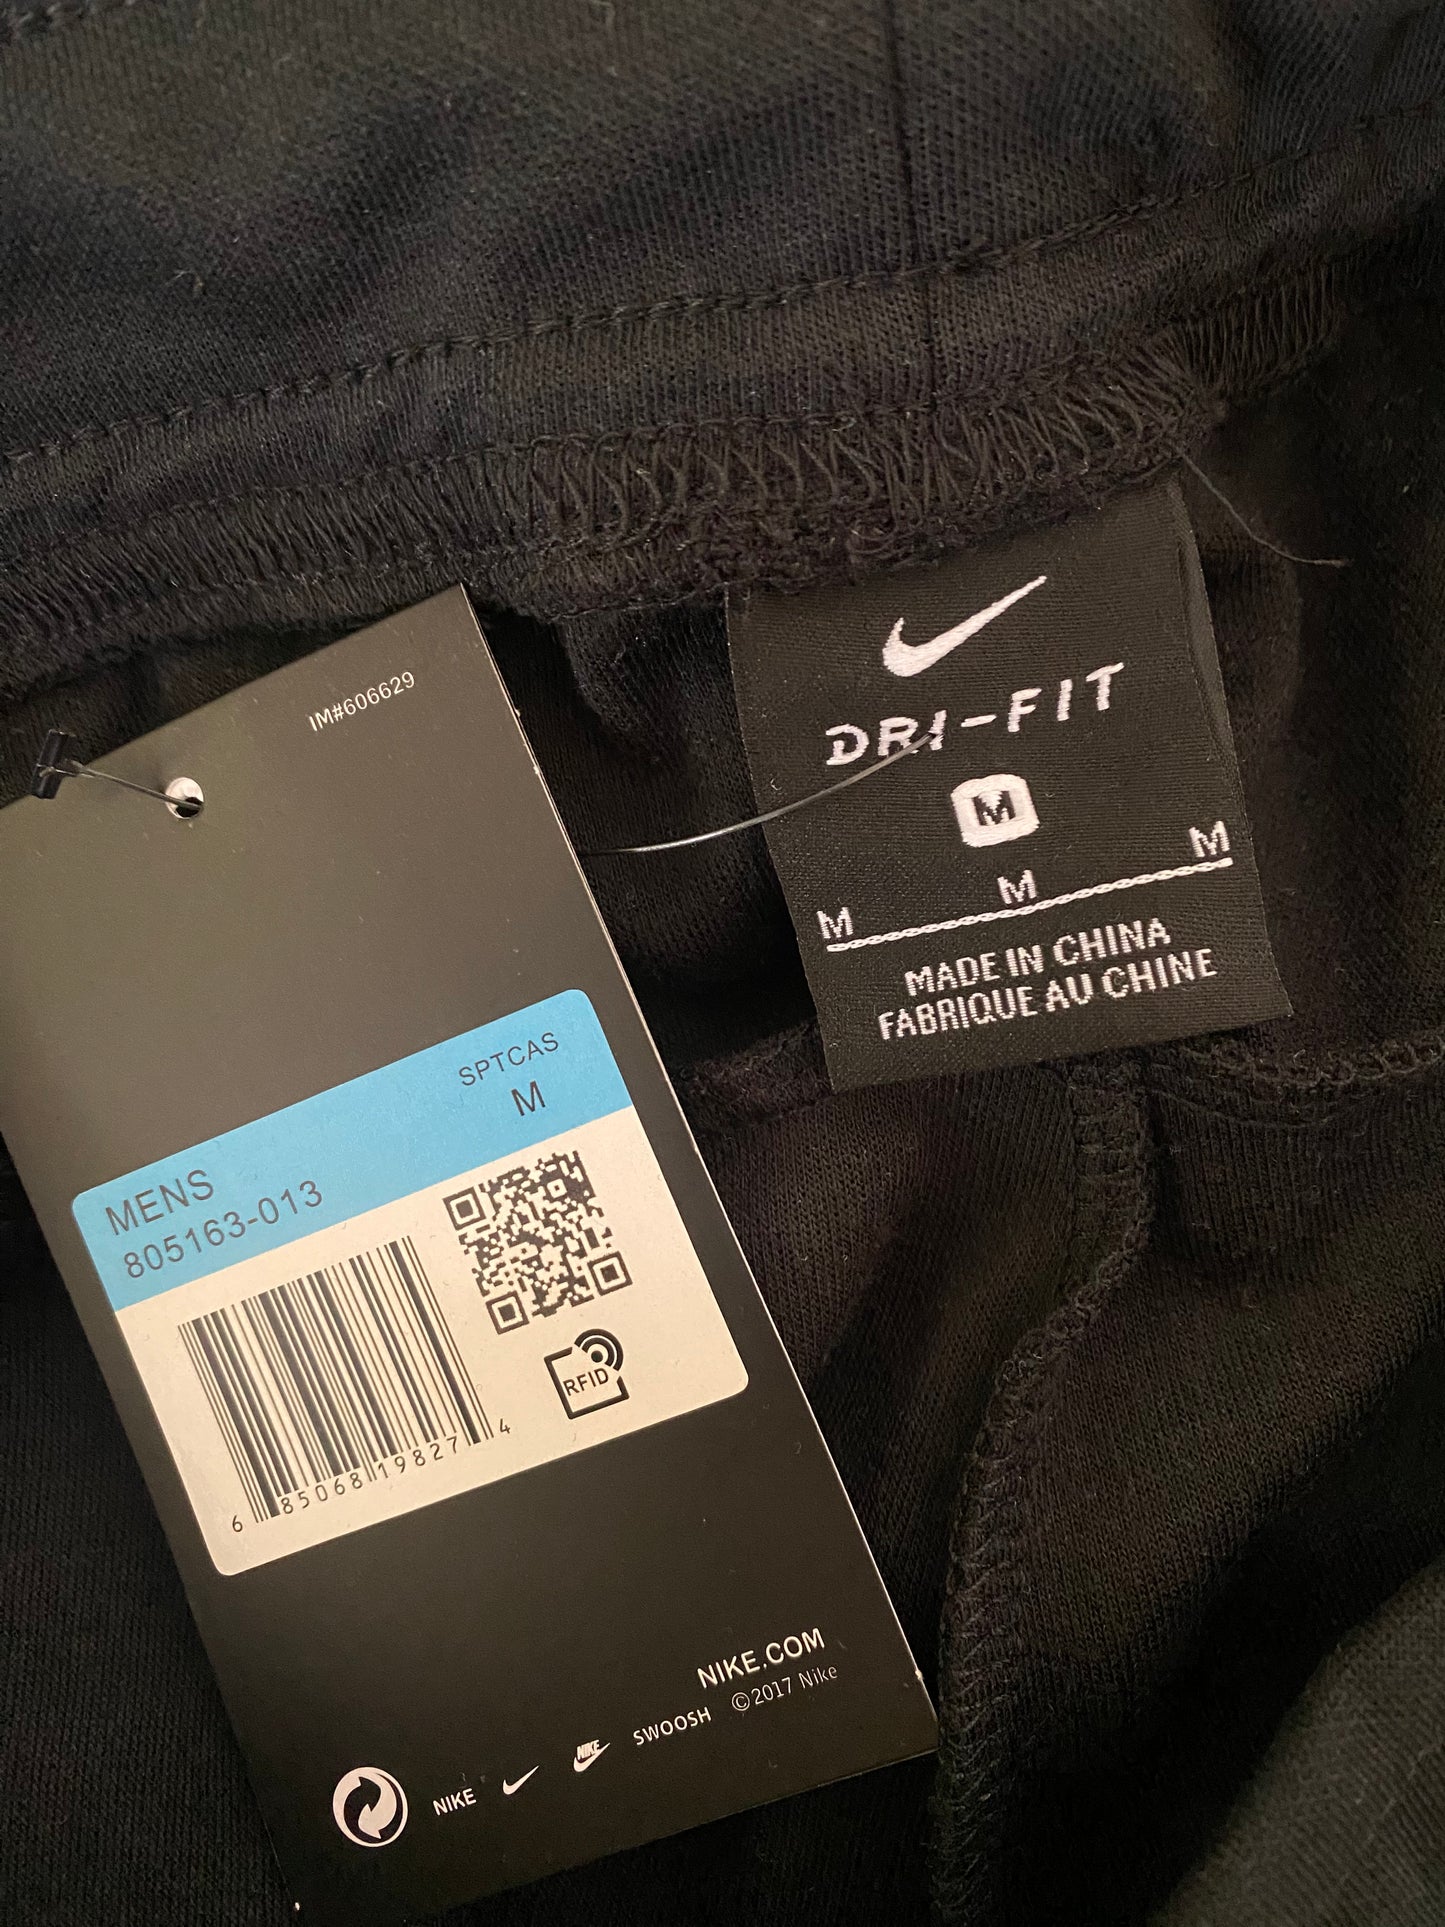 IM#606629
SPTCAS
M
MENS
805163-013
RFID
6 85068 19827 4
NIKE.COM
©2017 Nike
NIKE NIKE SWOOSH
DRI-FIT
M
M M M
MADE IN CHINA
FABRIQUE AU CHINE